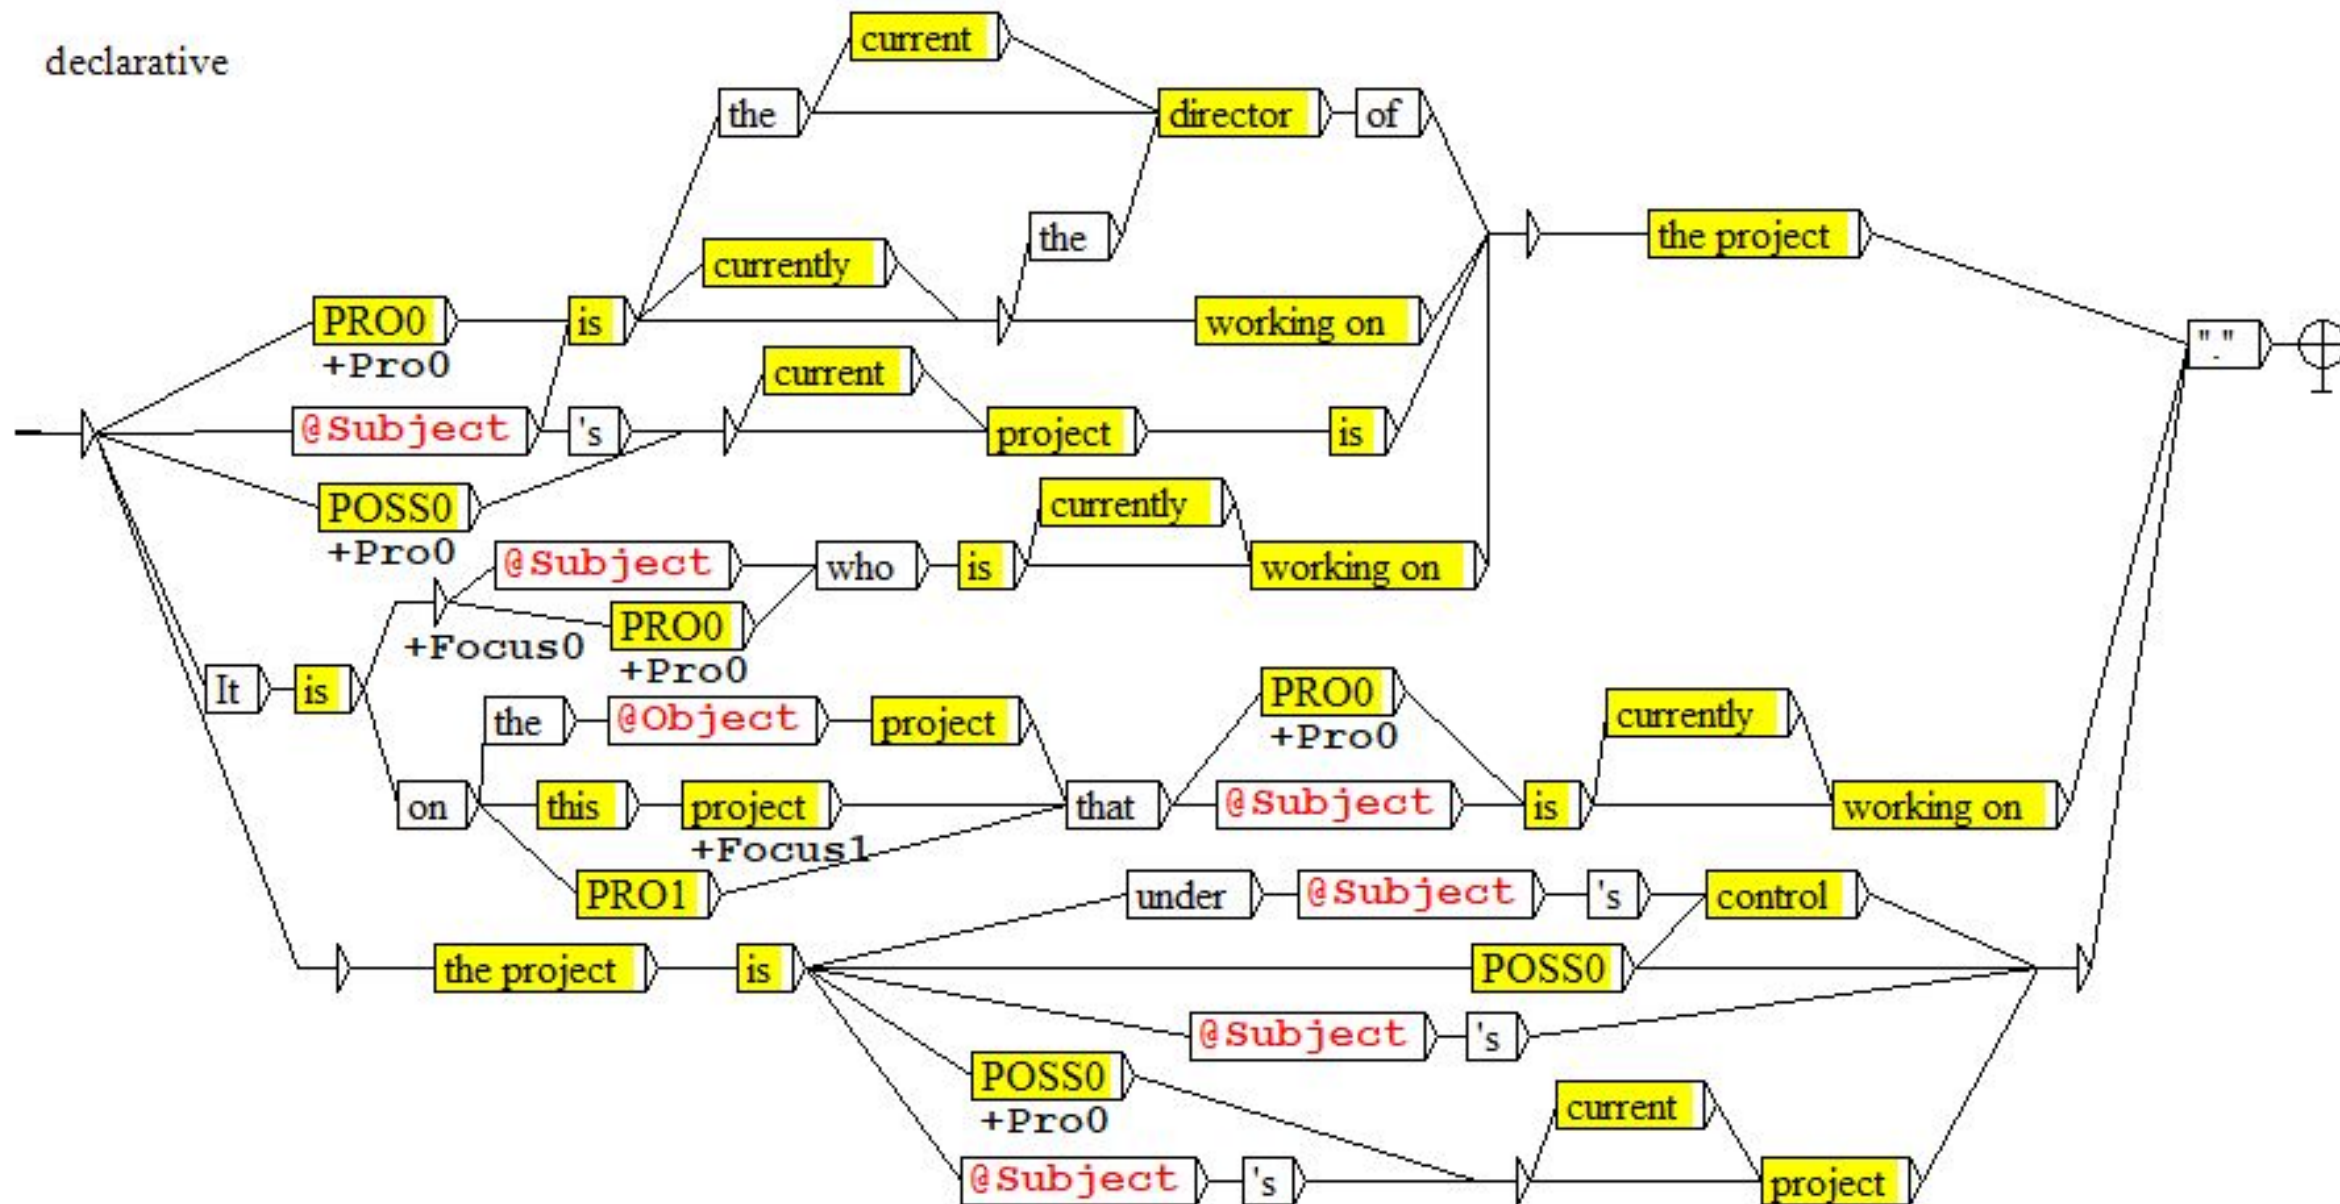 current
declarative
the
director
of
the
the project
currently
PRO0
is
working on
"."
+Pro0
current
@Subject
's
project
is
POSS0
currently
+Pro0
@Subject
who
is
working on
PRO0
+Focus0
+Pro0
It
is
PRO0
the
@Object
project
currently
+Pro0
on
this
project
that
@Subject
is
working on
+Focus1
PRO1
under
@Subject
's
control
the project
is
POSS0
@Subject
's
POSS0
+Pro0
current
@Subject
's
project